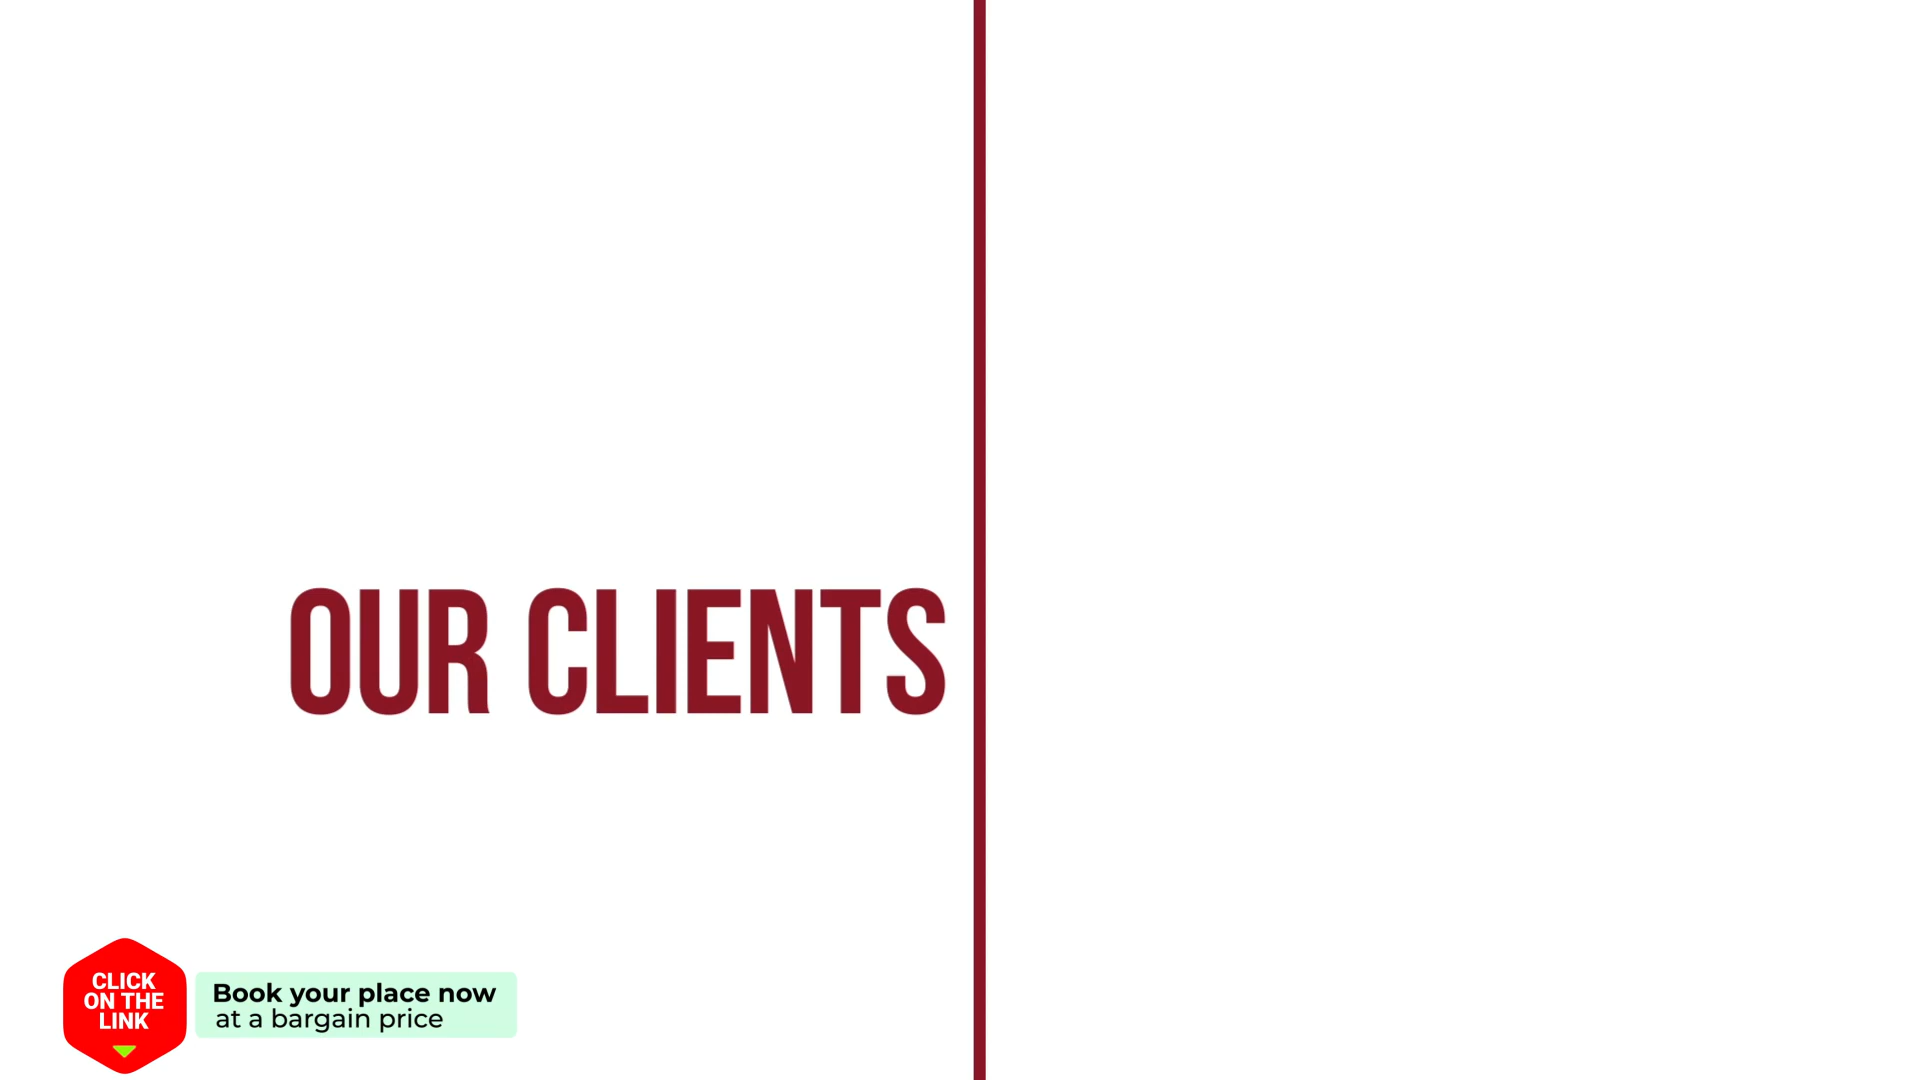 OUR CLIENTS
CLICK
ON THE
LINK
Book your place now
at a bargain price